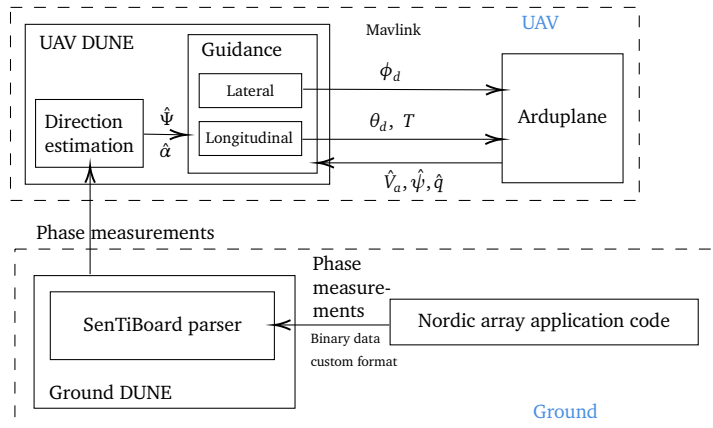 UAV
UAV DUNE
Mavlink
Guidance
Lateral
ϕ_d
Direction
estimation
Ψ̂
α̂
Longitudinal
θ_d, T
Arduplane
V̂_a, ψ̂, q̂
Phase measurements
Phase
measure-
ments
SenTiBoard parser
Nordic array application code
Binary data
custom format
Ground DUNE
Ground